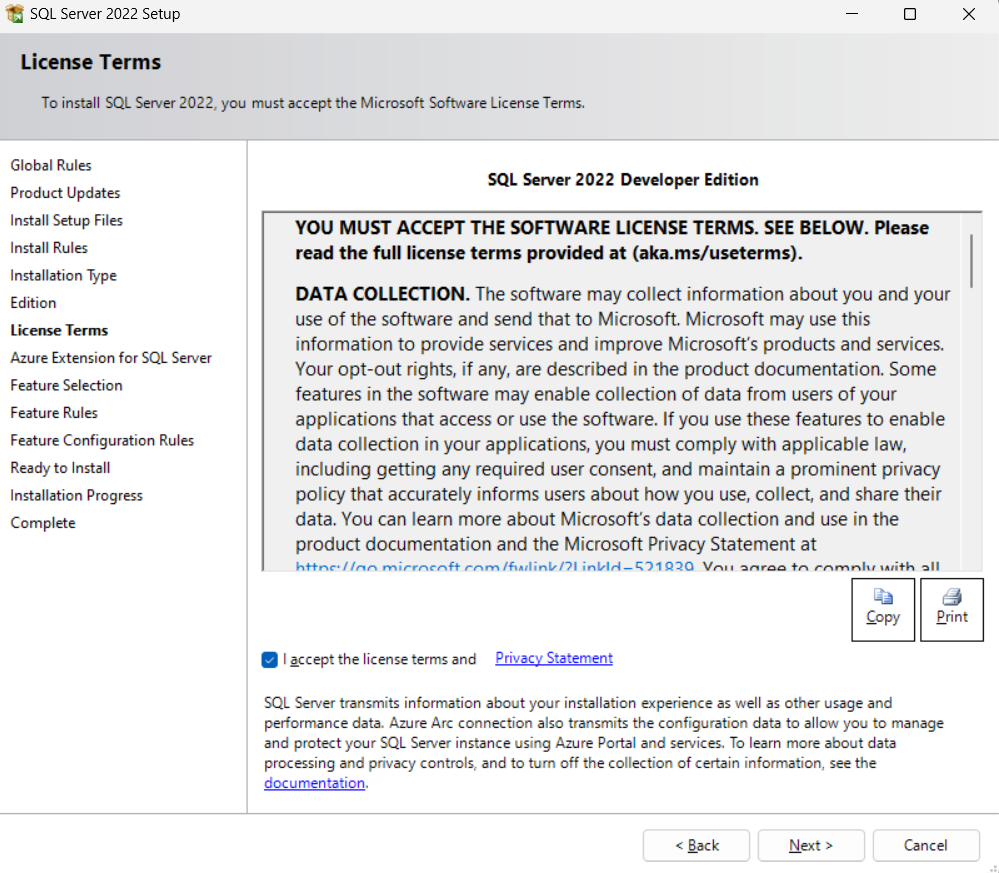 SQL Server 2022 Setup
License Terms
To install SQL Server 2022, you must accept the Microsoft Software License Terms.
Global Rules
Product Updates
Install Setup Files
Install Rules
Installation Type
Edition
License Terms
Azure Extension for SQL Server
Feature Selection
Feature Rules
Feature Configuration Rules
Ready to Install
Installation Progress
Complete
SQL Server 2022 Developer Edition
YOU MUST ACCEPT THE SOFTWARE LICENSE TERMS. SEE BELOW. Please
read the full license terms provided at (aka.ms/useterms).
DATA COLLECTION. The software may collect information about you and your
use of the software and send that to Microsoft. Microsoft may use this
information to provide services and improve Microsoft's products and services.
Your opt-out rights, if any, are described in the product documentation. Some
features in the software may enable collection of data from users of your
applications that access or use the software. If you use these features to enable
data collection in your applications, you must comply with applicable law,
including getting any required user consent, and maintain a prominent privacy
policy that accurately informs users about how you use, collect, and share their
data. You can learn more about Microsoft's data collection and use in the
product documentation and the Microsoft Privacy Statement at
https://go.microsoft.com/fwlink/?LinkId=521839. You agree to comply with all
Copy
Print
I accept the license terms and Privacy Statement
SQL Server transmits information about your installation experience as well as other usage and
performance data. Azure Arc connection also transmits the configuration data to allow you to manage
and protect your SQL Server instance using Azure Portal and services. To learn more about data
processing and privacy controls, and to turn off the collection of certain information, see the
documentation.
< Back
Next >
Cancel